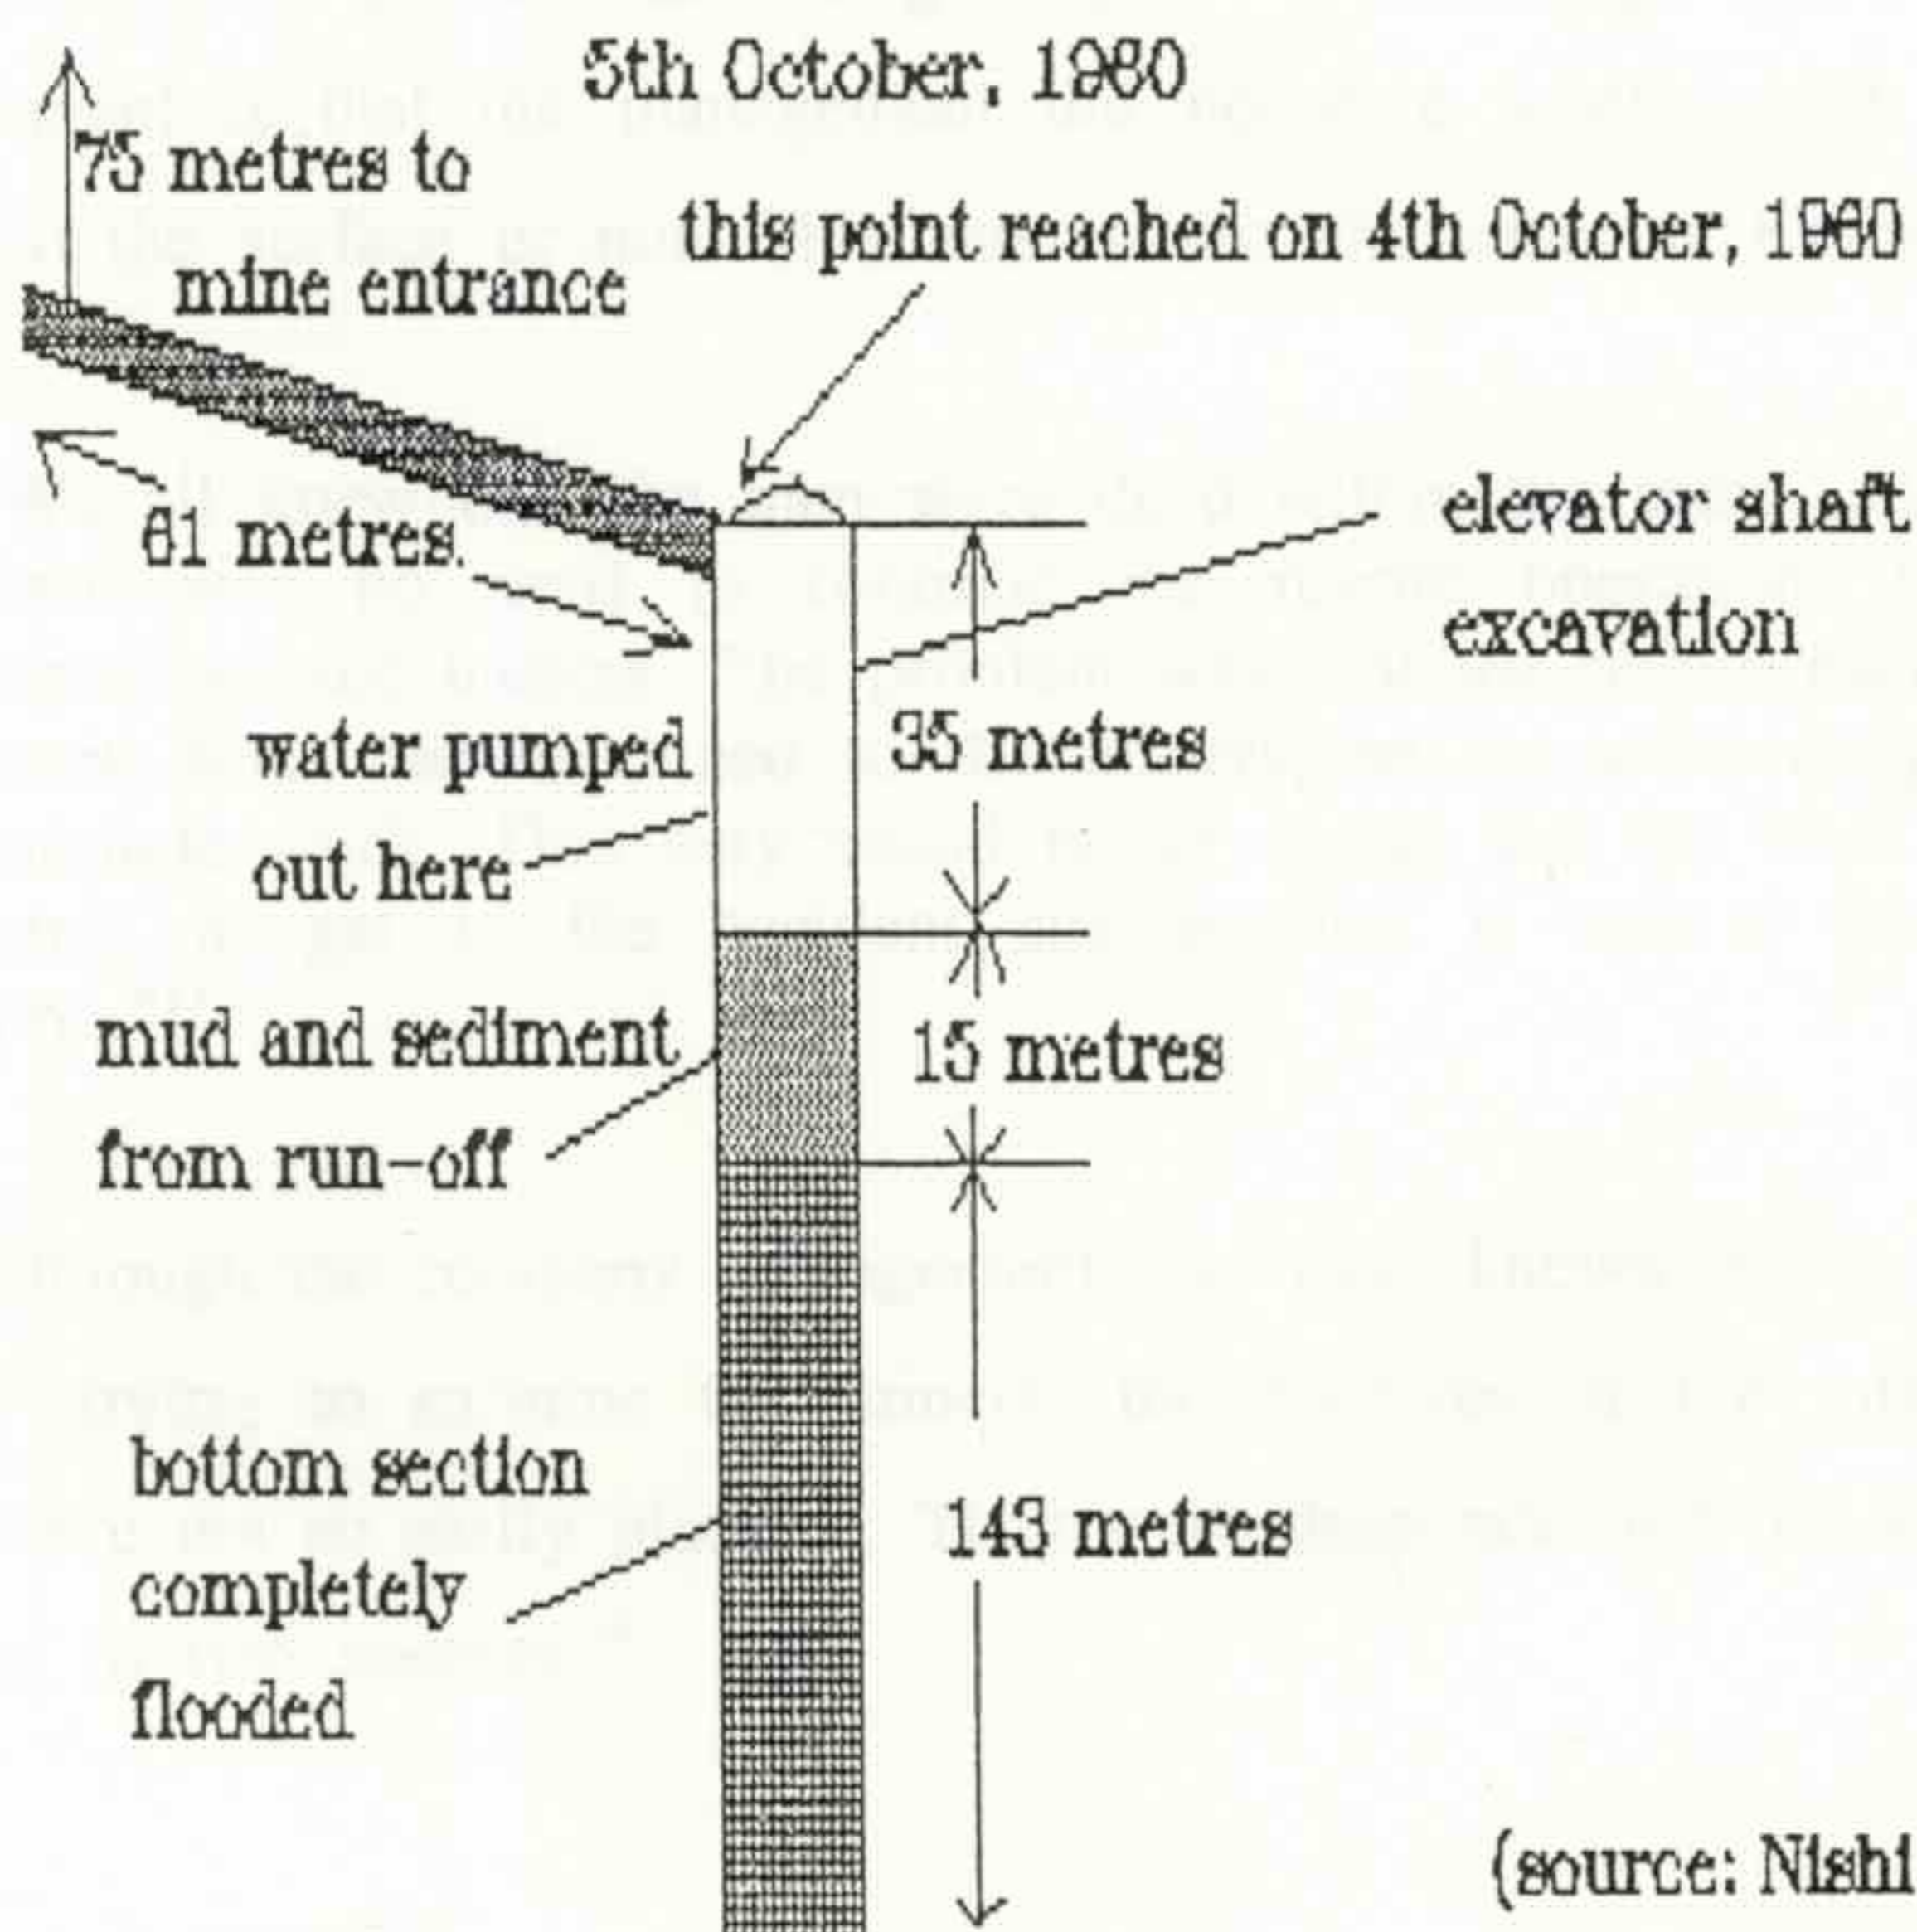 5th October, 1960
75 metres to
mine entrance
this point reached on 4th October, 1960
61 metres.
elevator shaft
excavation
water pumped
out here
35 metres
mud and sediment
from run-off
15 metres
bottom section
completely
flooded
143 metres
(source: Nishi